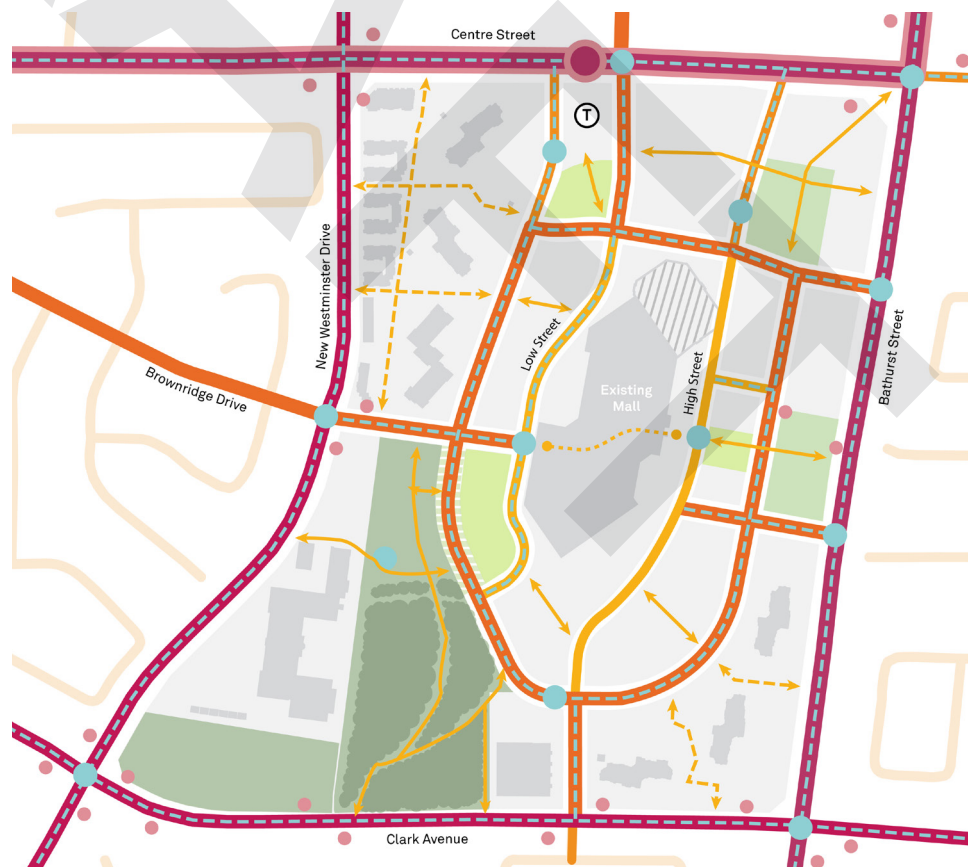 Centre Street
T
New Westminster Drive
Low Street
High Street
Bathurst Street
Brownridge Drive
Existing
Mall
Clark Avenue